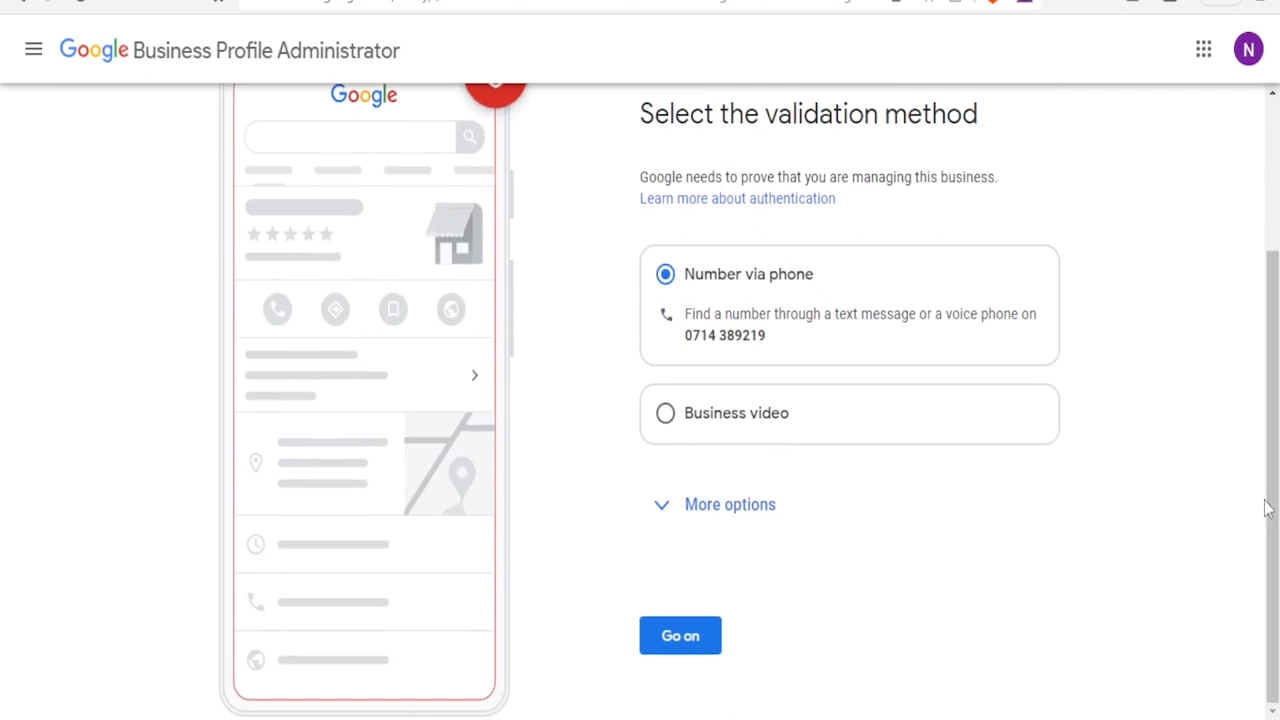 Google Business Profile Administrator
N
Google
Select the validation method
Google needs to prove that you are managing this business.
Learn more about authentication
Number via phone
Find a number through a text message or a voice phone on
0714 389219
Business video
More options
Go on